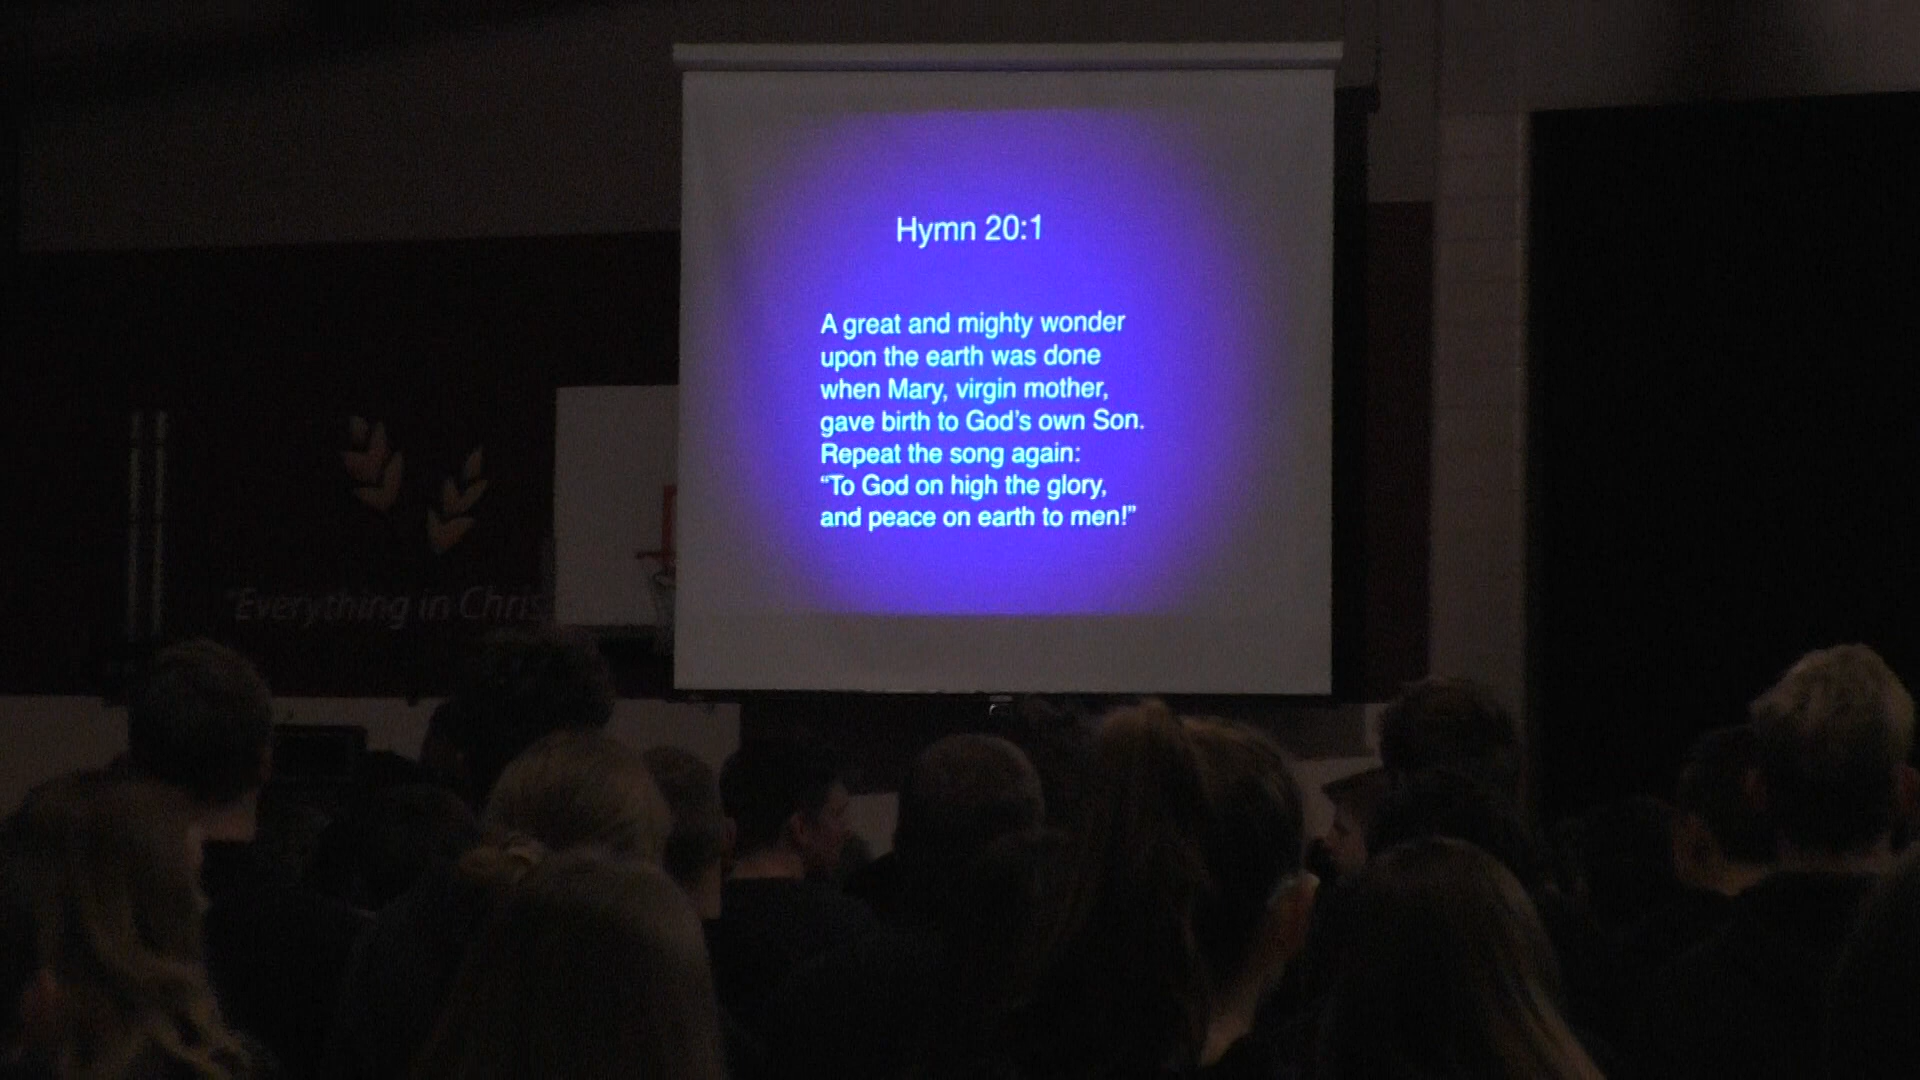 Hymn 20:1
A great and mighty wonder
upon the earth was done
when Mary, virgin mother,
gave birth to God's own Son.
Repeat the song again:
“To God on high the glory,
and peace on earth to men!”
"Everything in Chris